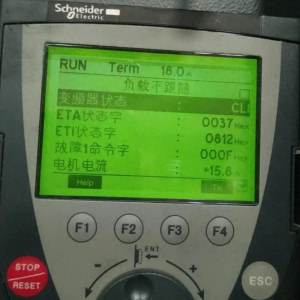 Schneider
Electric
RUN Term 18.0A
负载不跟随
变频器状态 : CLI
ETA状态字 : 0037Hex
ETI状态字 : 0812Hex
故障1命令字 : 000FHex
电机电流 : *15.8A
Help
F1 F2 F3 F4
ENT
- +
STOP
RESET
ESC